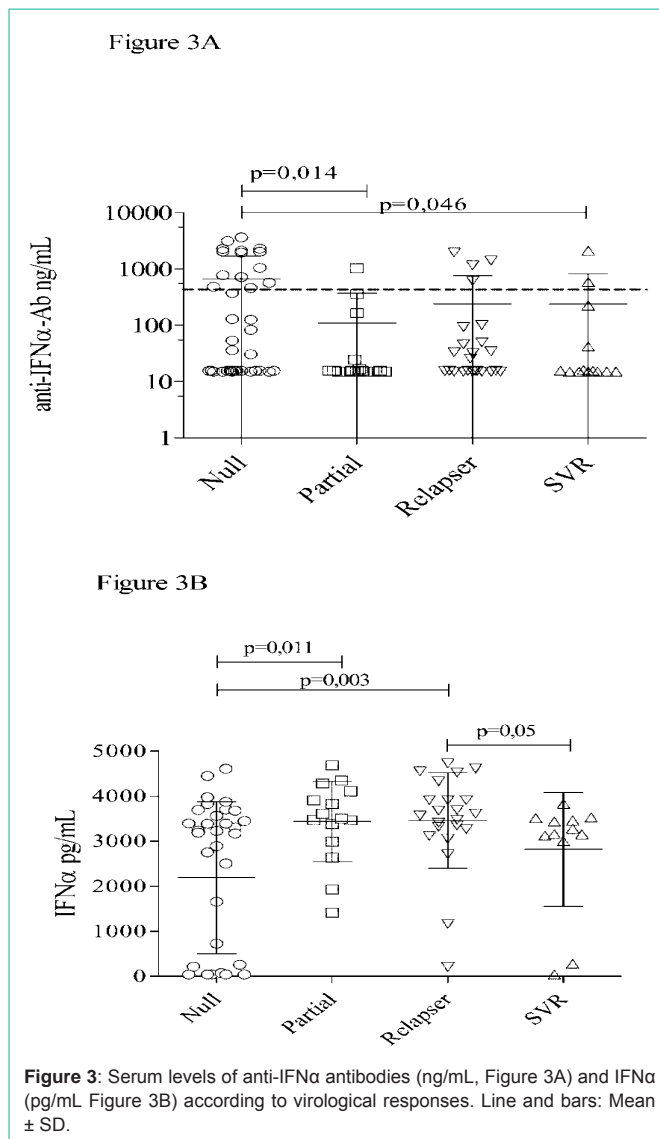 Figure 3A
p=0,014
p=0,046
anti-IFNα-Ab ng/mL
10000
1000
100
10
1
Null
Partial
Relapser
SVR
Figure 3B
p=0,011
p=0,003
p=0,05
IFNα pg/mL
5000
4000
3000
2000
1000
0
Null
Partial
Relapser
SVR
Figure 3: Serum levels of anti-IFNα antibodies (ng/mL, Figure 3A) and IFNα
(pg/mL Figure 3B) according to virological responses. Line and bars: Mean
± SD.